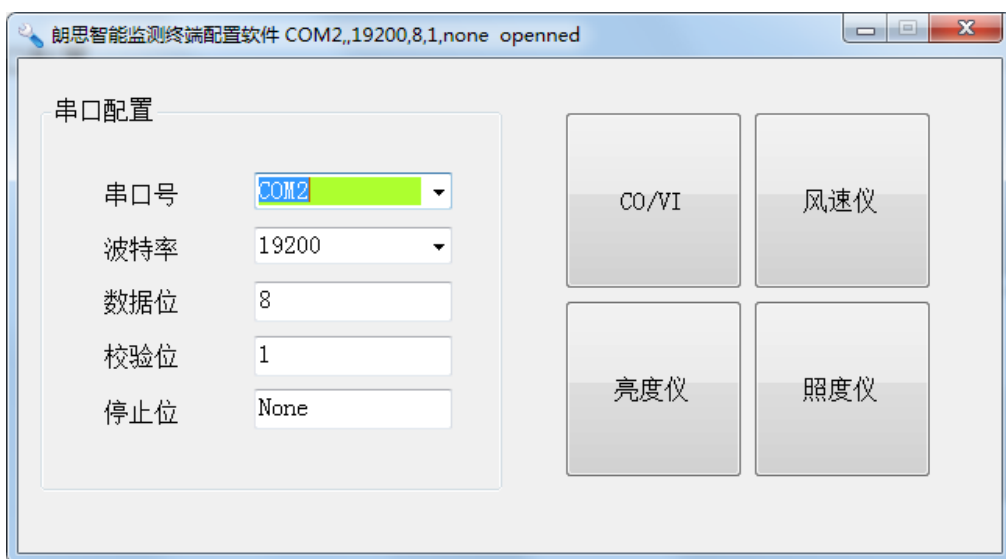 朗思智能监测终端配置软件 COM2,,19200,8,1,none  openned
串口配置
串口号 COM2
波特率 19200
数据位 8
校验位 1
停止位 None
CO/VI 风速仪
亮度仪 照度仪